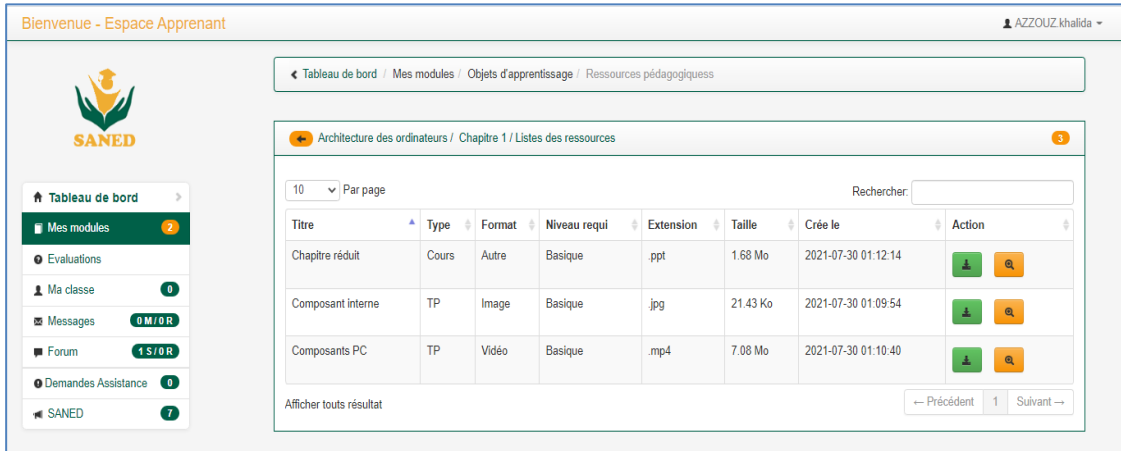 Bienvenue - Espace Apprenant
AZZOUZ.khalida
SANED
Tableau de bord
Mes modules 2
Evaluations
Ma classe 0
Messages 0 M / 0 R
Forum 1 S / 0 R
Demandes Assistance 0
SANED 7
Tableau de bord / Mes modules / Objets d'apprentissage / Ressources pédagogiquess
Architecture des ordinateurs / Chapitre 1 / Listes des ressources 3
10 Par page Rechercher:
Titre Type Format Niveau requi Extension Taille Crée le Action
Chapitre réduit Cours Autre Basique .ppt 1.68 Mo 2021-07-30 01:12:14
Composant interne TP Image Basique .jpg 21.43 Ko 2021-07-30 01:09:54
Composants PC TP Vidéo Basique .mp4 7.08 Mo 2021-07-30 01:10:40
Afficher touts résultat ← Précédent 1 Suivant →